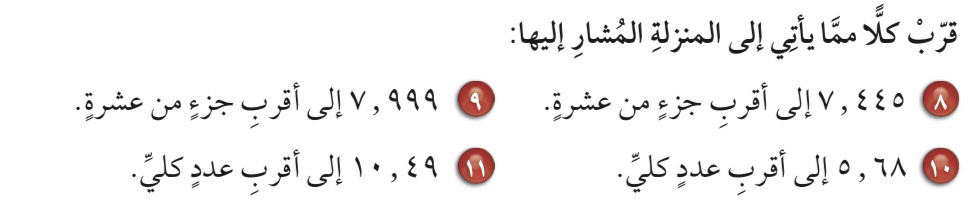 قرّبْ كلًّا ممَّا يأتِي إلى المنزلةِ المُشارِ إليها:
٨ ٧,٤٤٥ إلى أقربِ جزءٍ من عشرةٍ. ٩ ٧,٩٩٩ إلى أقربِ جزءٍ من عشرةٍ.
١٠ ٥,٦٨ إلى أقربِ عددٍ كليٍّ. ١١ ١٠,٤٩ إلى أقربِ عددٍ كليٍّ.